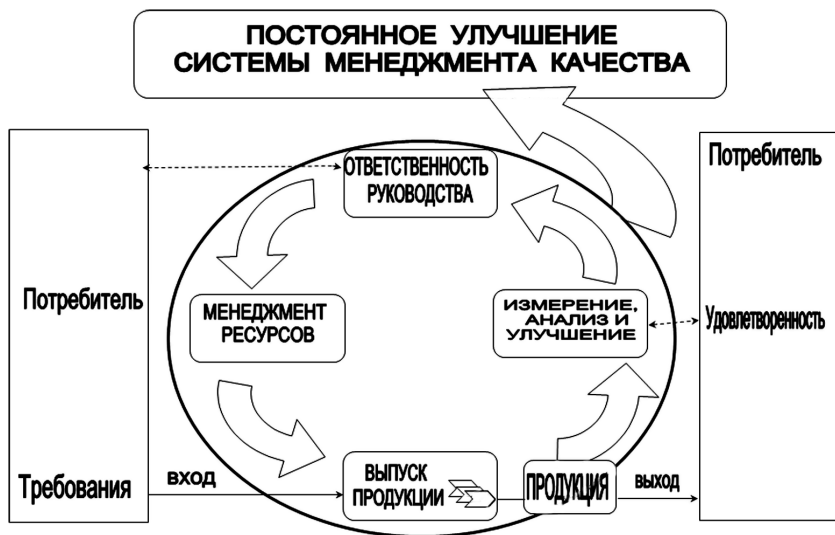 ПОСТОЯННОЕ УЛУЧШЕНИЕ
СИСТЕМЫ МЕНЕДЖМЕНТА КАЧЕСТВА
Потребитель
ОТВЕТСТВЕННОСТЬ
РУКОВОДСТВА
Потребитель
МЕНЕДЖМЕНТ
РЕСУРСОВ
ИЗМЕРЕНИЕ,
АНАЛИЗ И
УЛУЧШЕНИЕ
Удовлетворенность
Требования
ВХОД
ВЫПУСК
ПРОДУКЦИИ
ПРОДУКЦИЯ
ВЫХОД